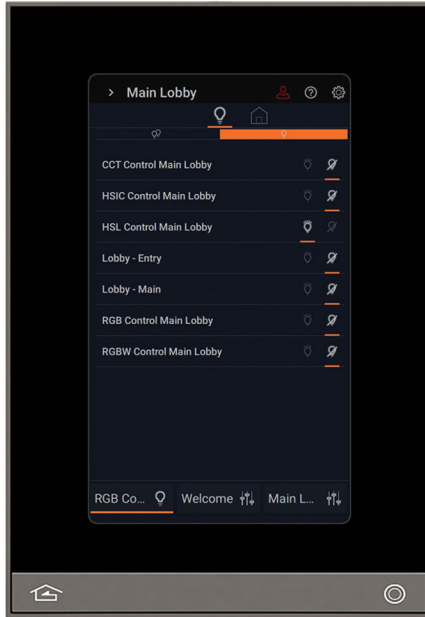 Main Lobby
CCT Control Main Lobby
HSIC Control Main Lobby
HSL Control Main Lobby
Lobby - Entry
Lobby - Main
RGB Control Main Lobby
RGBW Control Main Lobby
RGB Co... Welcome Main L...